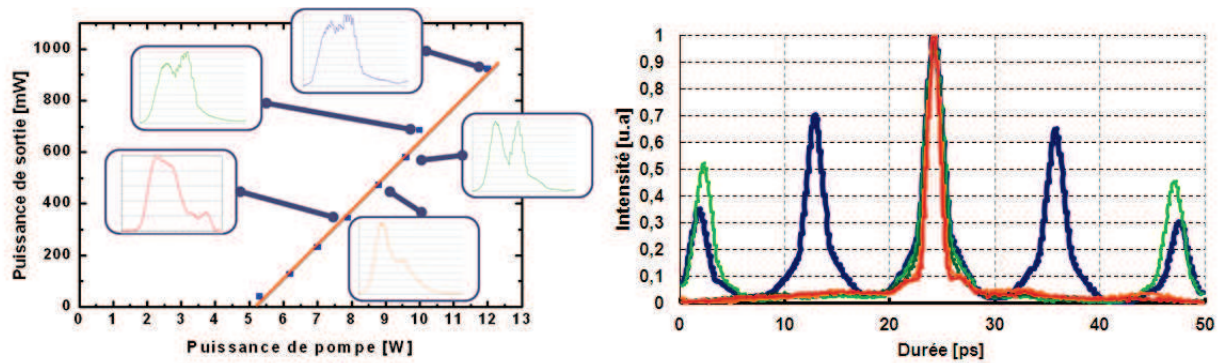 Puissance de sortie [mW]
1000
800
600
400
200
0
0 1 2 3 4 5 6 7 8 9 10 11 12 13
Puissance de pompe [W]
Intensité [u.a]
1
0,9
0,8
0,7
0,6
0,5
0,4
0,3
0,2
0,1
0
0 10 20 30 40 50
Durée [ps]